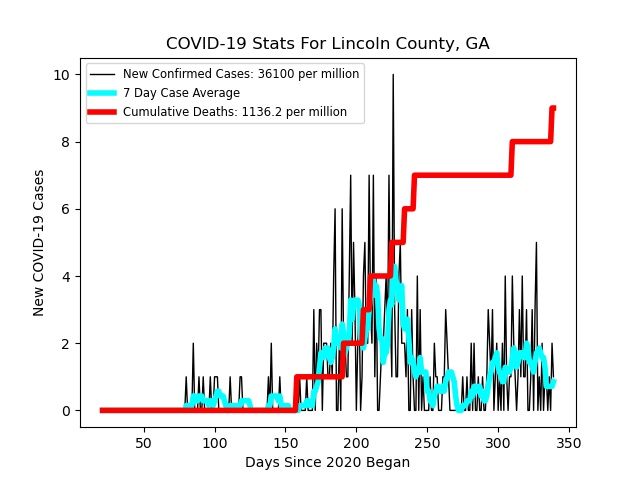 COVID-19 Stats For Lincoln County, GA
New Confirmed Cases: 36100 per million
7 Day Case Average
Cumulative Deaths: 1136.2 per million
New COVID-19 Cases
10
8
6
4
2
0
50 100 150 200 250 300 350
Days Since 2020 Began